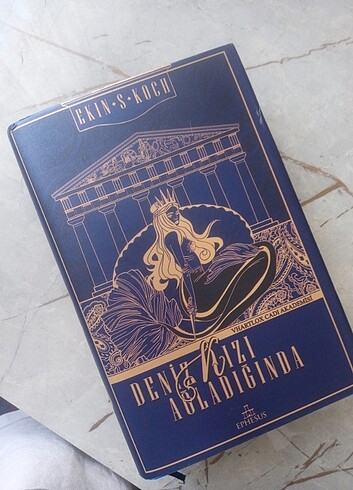 EKIN·S·KOCH
VHARTLOX CADI AKADEMİSİ
DENİZ KIZI
AĞLADIĞINDA
EPHESUS